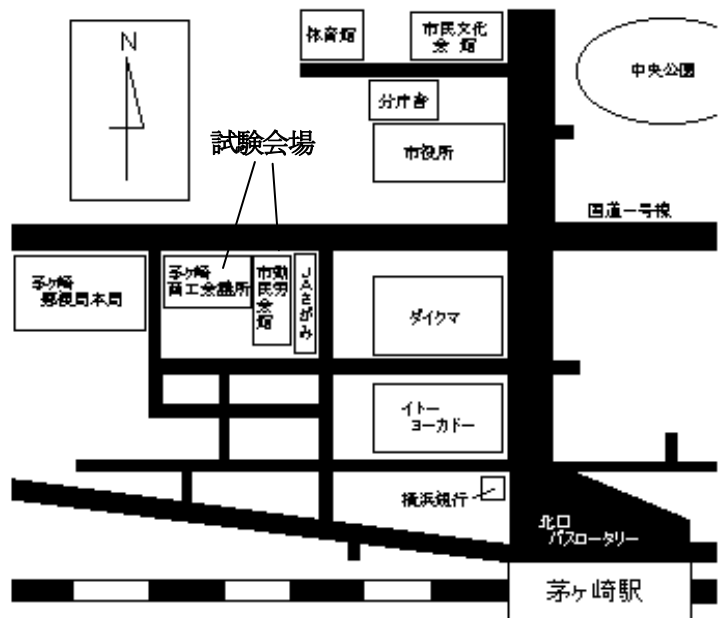 体育館
市民文化
会 館
中央公園
N
分庁舎
試験会場
市役所
国道一号線
茅ヶ崎
郵便局本局
茅ヶ崎
商工会議所
勤労
市民会館
JAさがみ
ダイクマ
イトー
ヨーカドー
横浜銀行
北口
バスロータリー
茅ヶ崎駅